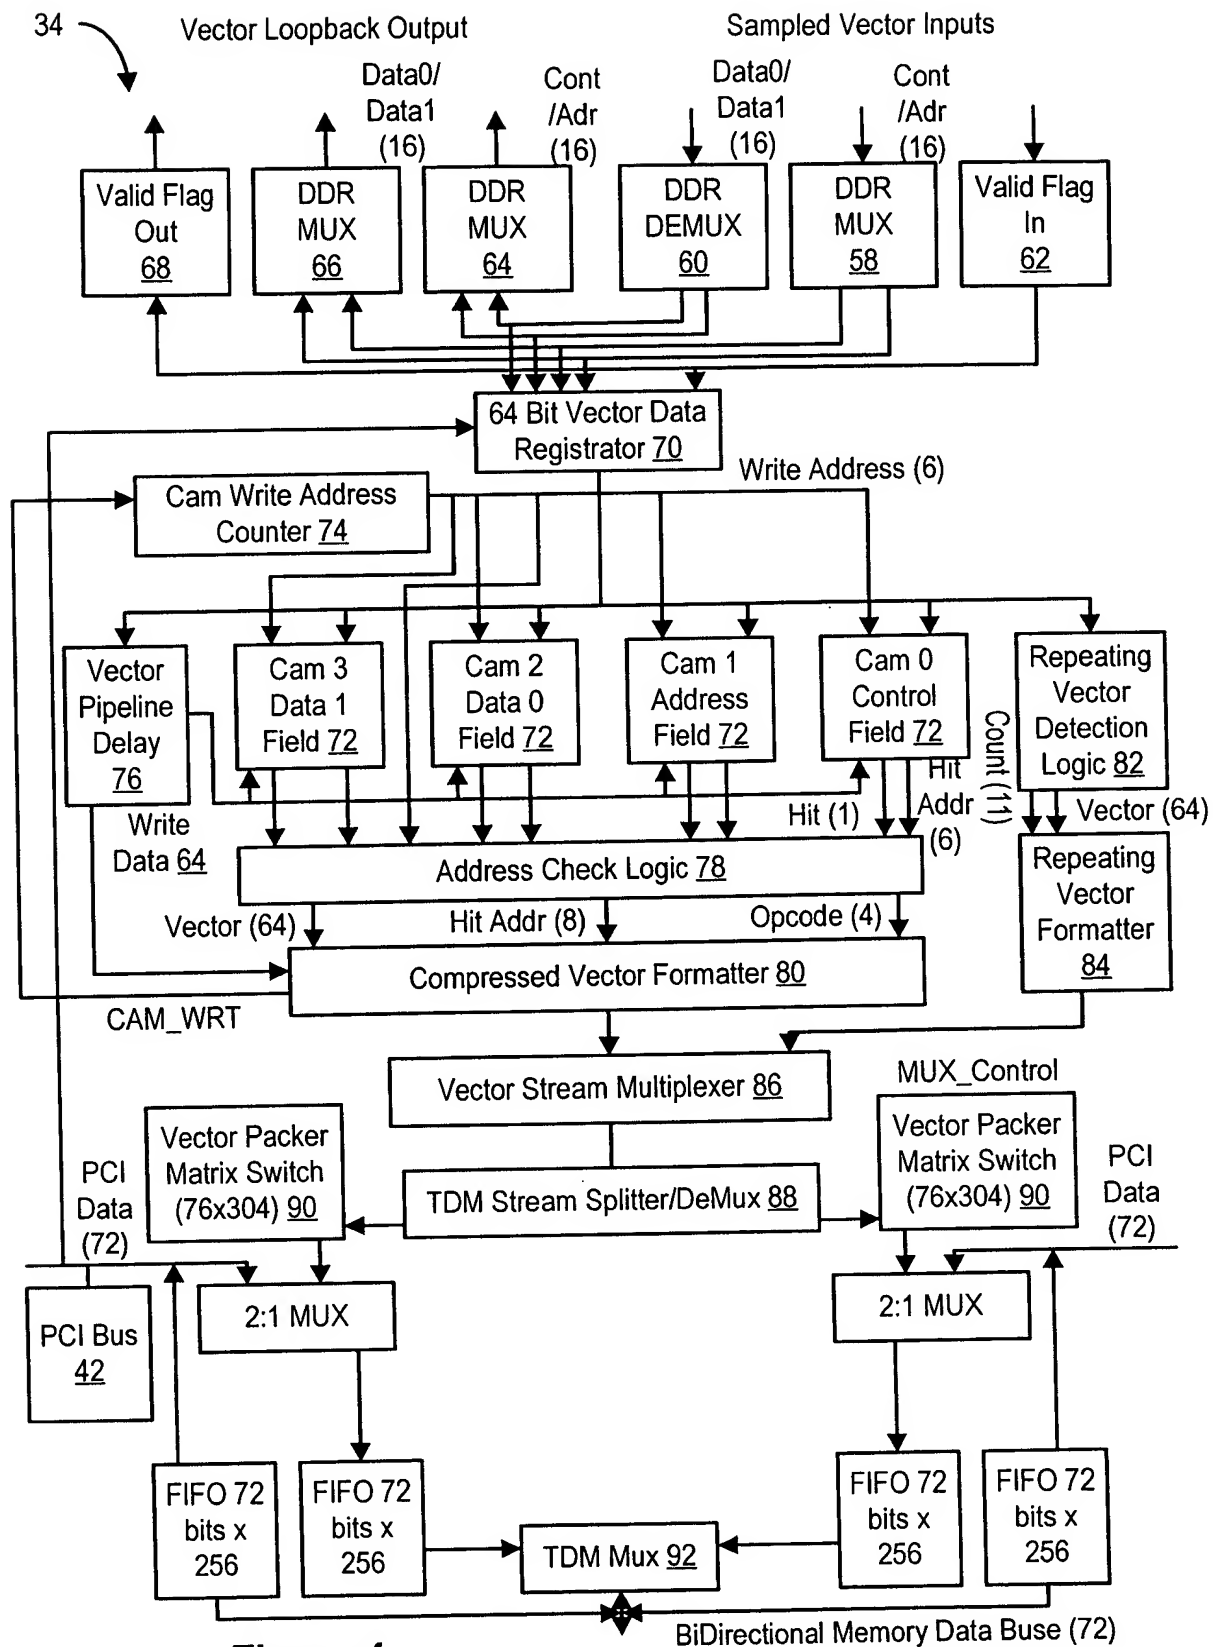 34
Vector Loopback Output
Sampled Vector Inputs
Data0/
Data1
(16)
Cont
/Adr
(16)
Data0/
Data1
(16)
Cont
/Adr
(16)
Valid Flag
Out
68
DDR
MUX
66
DDR
MUX
64
DDR
DEMUX
60
DDR
MUX
58
Valid Flag
In
62
64 Bit Vector Data
Registrator 70
Write Address (6)
Cam Write Address
Counter 74
Vector
Pipeline
Delay
76
Cam 3
Data 1
Field 72
Cam 2
Data 0
Field 72
Cam 1
Address
Field 72
Cam 0
Control
Field 72
Repeating
Vector
Detection
Logic 82
Count (11)
Hit
Addr
(6)
Hit (1)
Vector (64)
Write
Data 64
Address Check Logic 78
Repeating
Vector
Formatter
84
Vector (64)
Hit Addr (8)
Opcode (4)
Compressed Vector Formatter 80
CAM_WRT
Vector Stream Multiplexer 86
MUX_Control
Vector Packer
Matrix Switch
(76x304) 90
Vector Packer
Matrix Switch
(76x304) 90
PCI
Data
(72)
TDM Stream Splitter/DeMux 88
PCI
Data
(72)
2:1 MUX
2:1 MUX
PCI Bus
42
FIFO 72
bits x
256
FIFO 72
bits x
256
TDM Mux 92
FIFO 72
bits x
256
FIFO 72
bits x
256
BiDirectional Memory Data Buse (72)